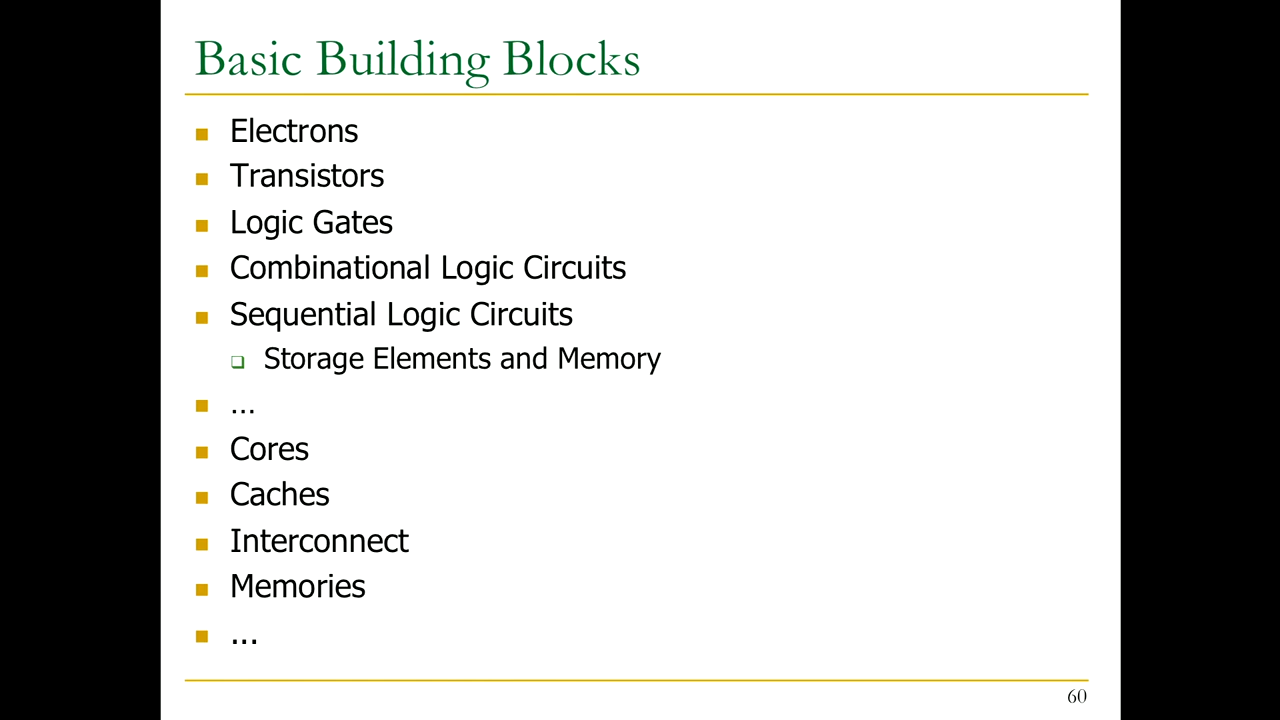 Basic Building Blocks
Electrons
Transistors
Logic Gates
Combinational Logic Circuits
Sequential Logic Circuits
Storage Elements and Memory
…
Cores
Caches
Interconnect
Memories
...
60